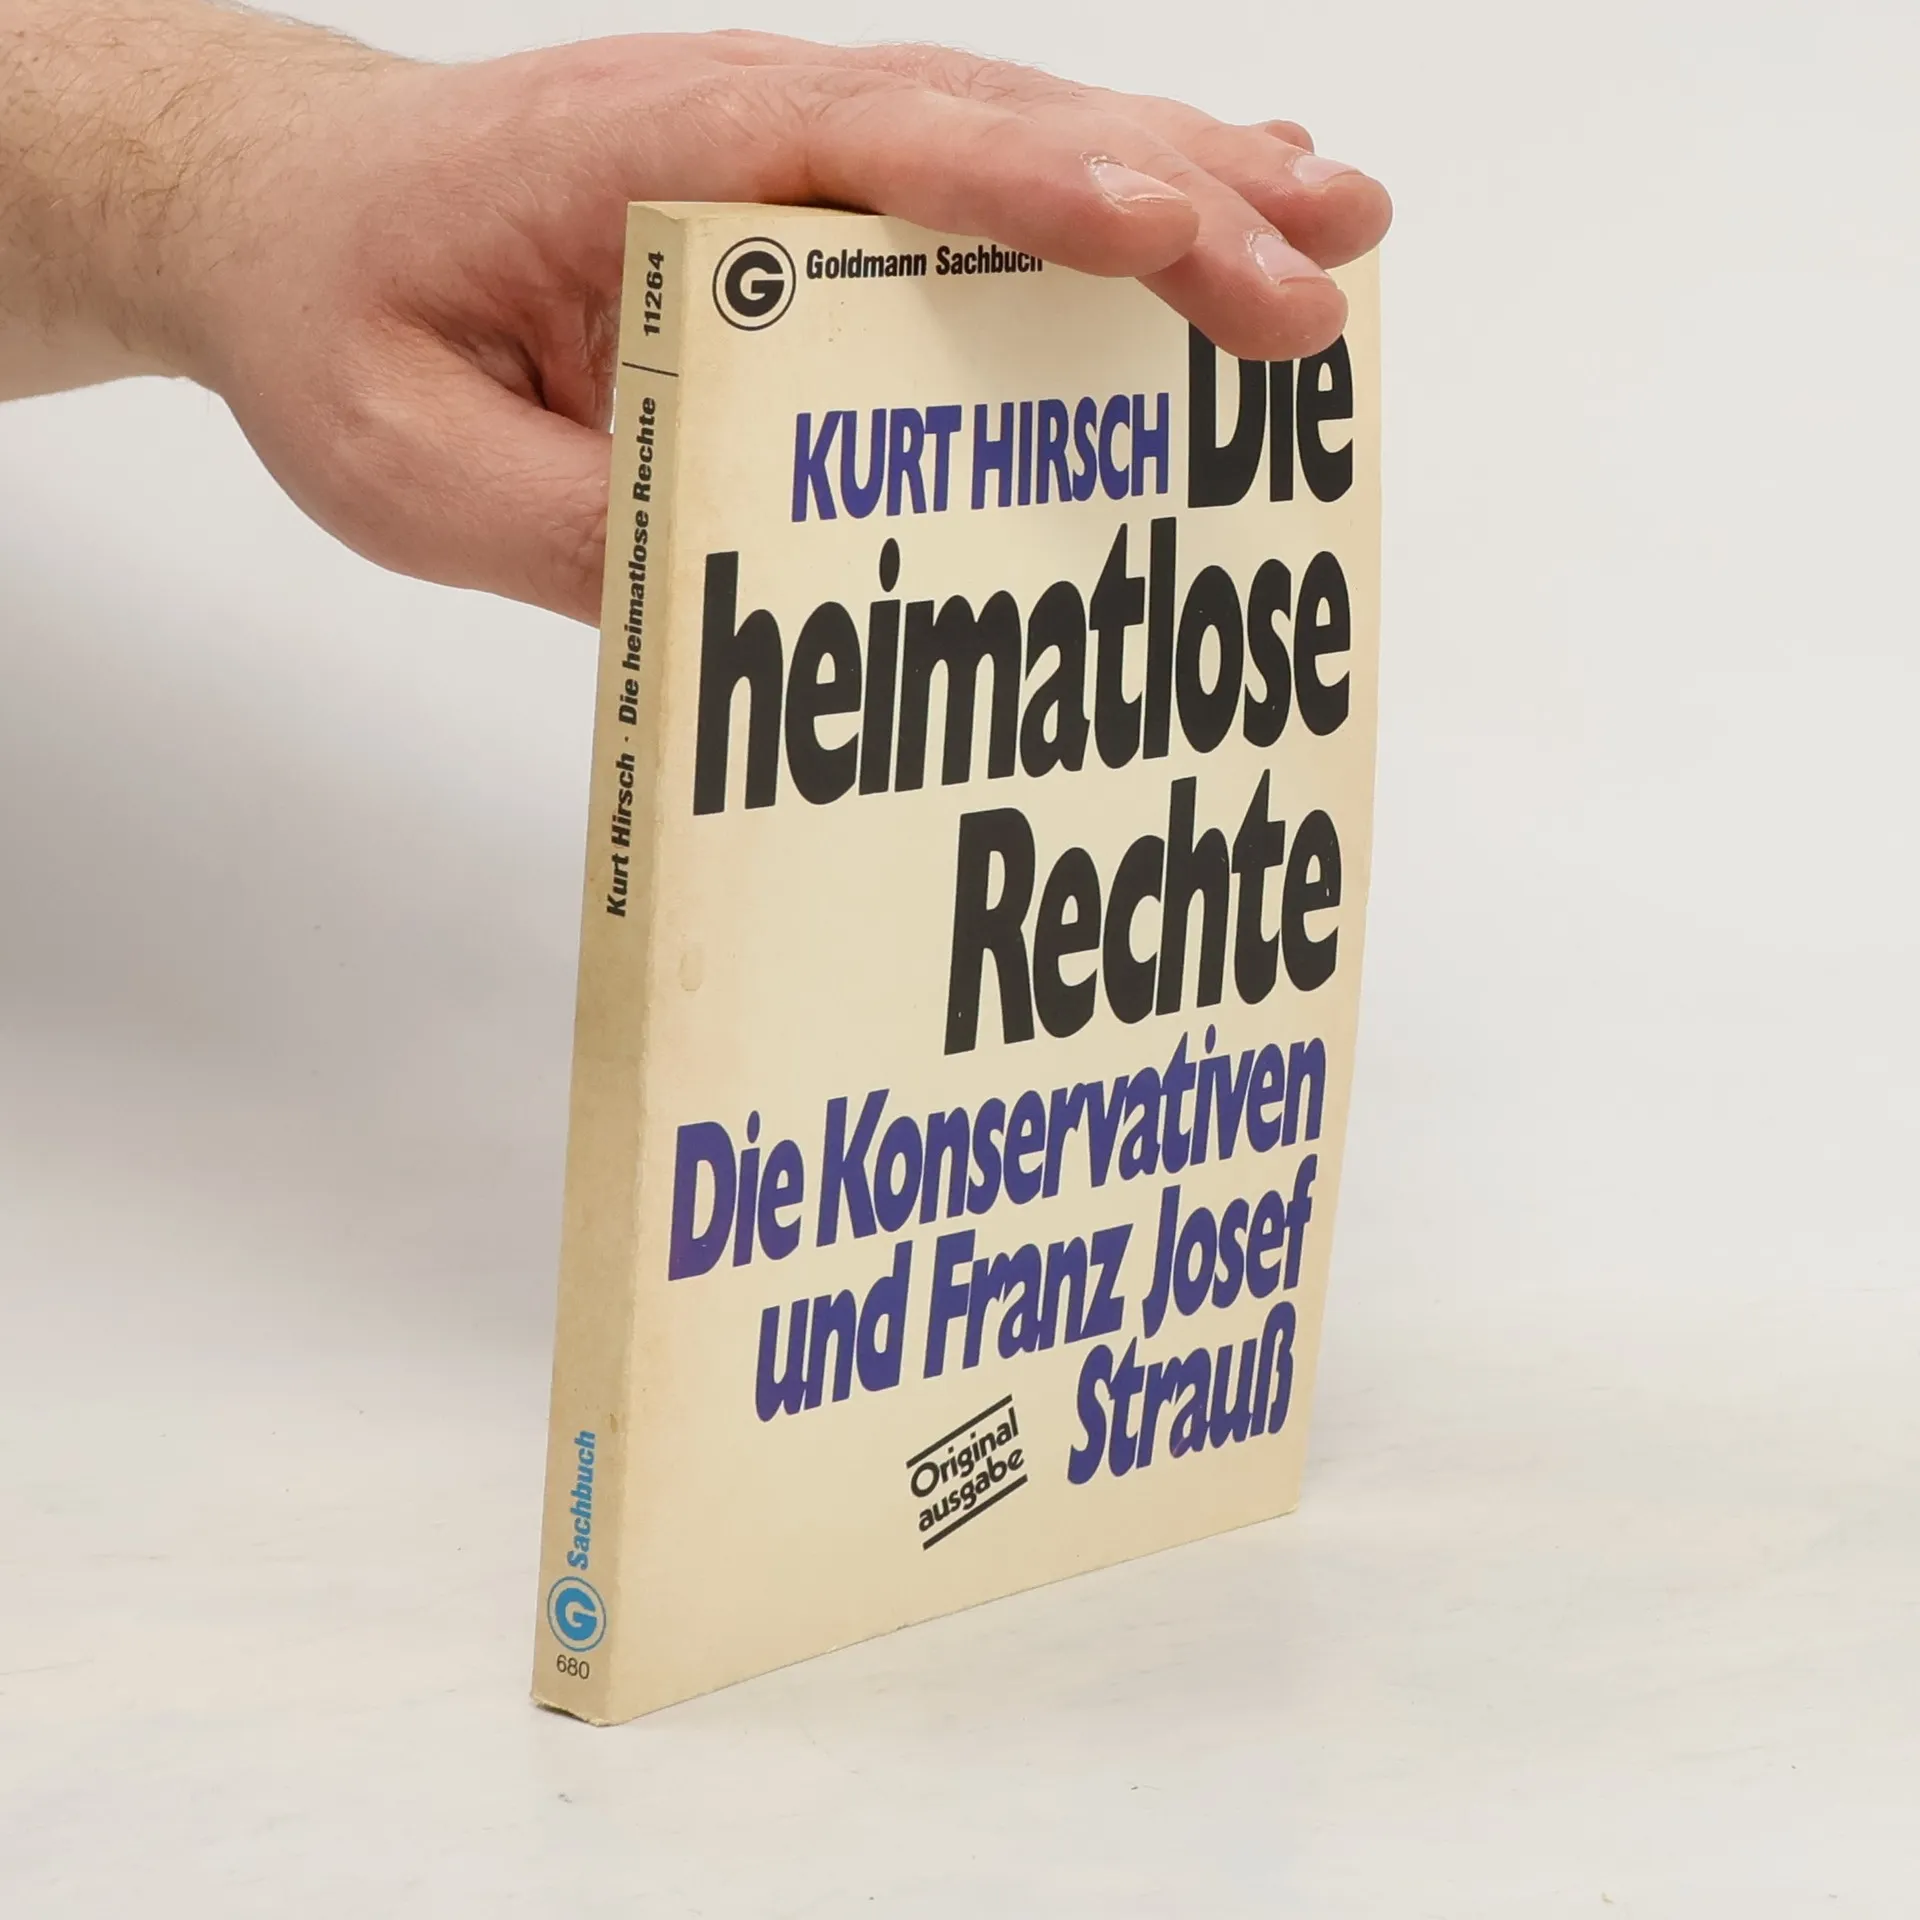 11264
Kurt Hirsch · Die heimatlose Rechte
Sachbuch
G
680
G
Goldmann Sachbuch
KURT HIRSCH Die
heimatlose
Rechte
Die Konservativen
und Franz Josef
Strauß
Original
ausgabe